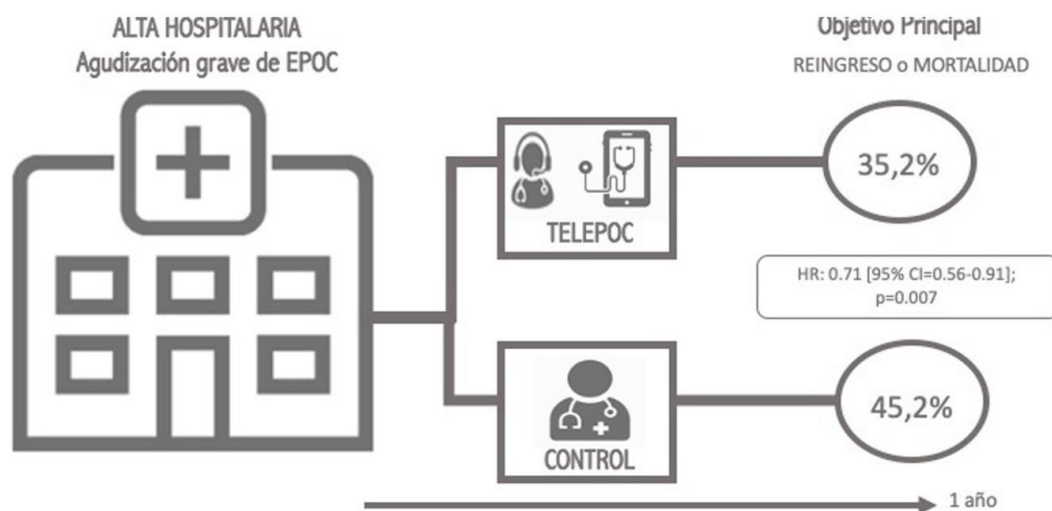 ALTA HOSPITALARIA
Agudización grave de EPOC
Objetivo Principal
REINGRESO o MORTALIDAD
TELEPOC
35,2%
HR: 0.71 [95% CI=0.56-0.91];
p=0.007
CONTROL
45,2%
1 año